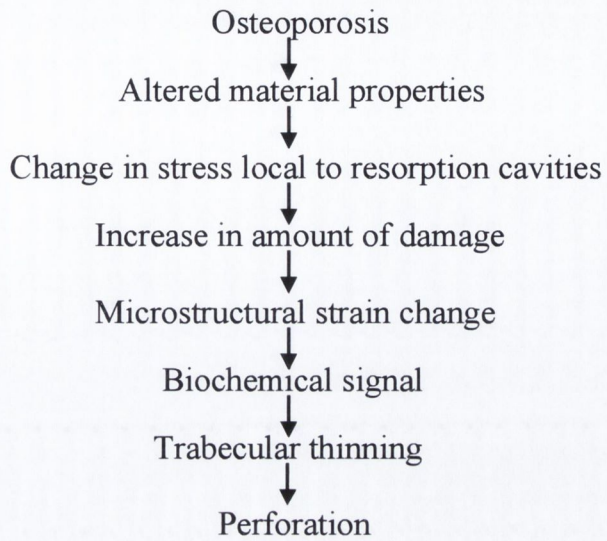 Osteoporosis
Altered material properties
Change in stress local to resorption cavities
Increase in amount of damage
Microstructural strain change
Biochemical signal
Trabecular thinning
Perforation